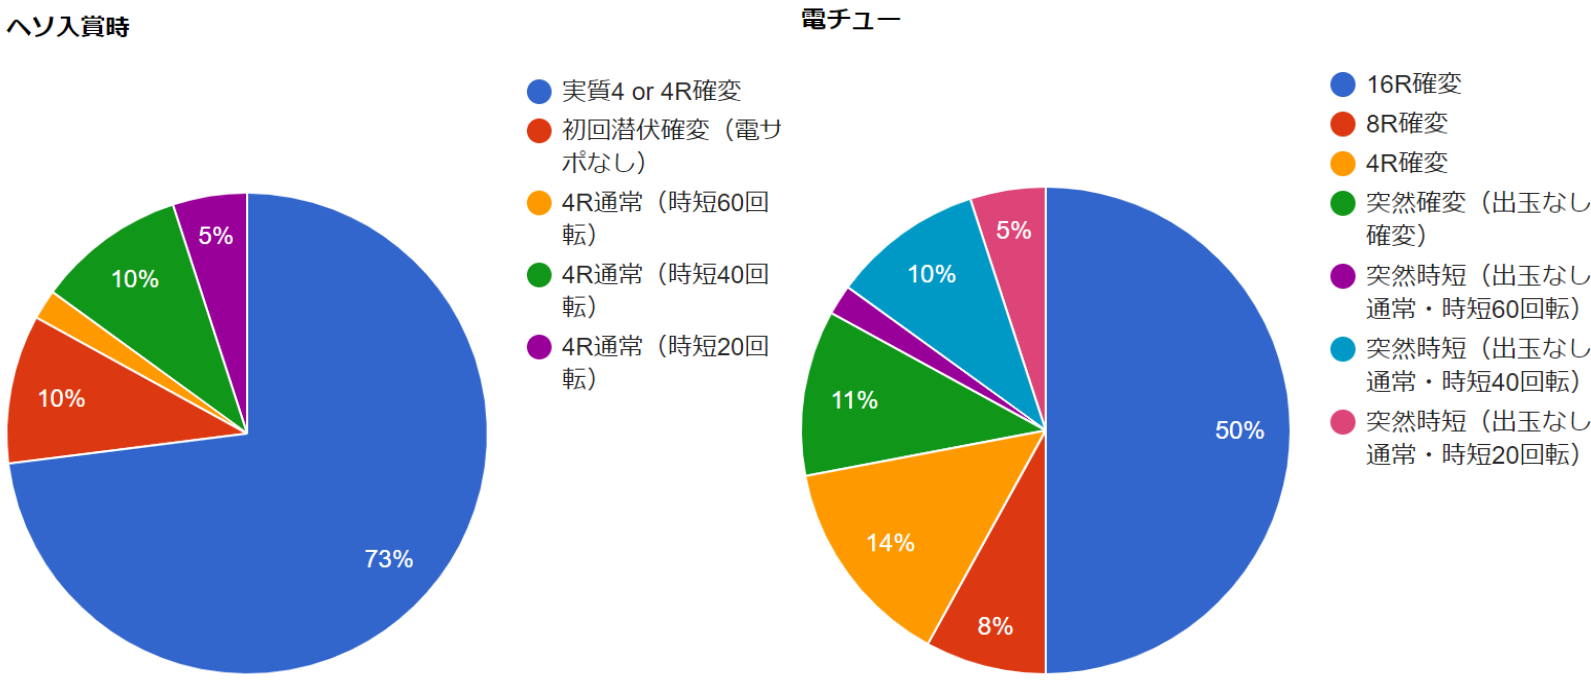 ヘソ入賞時
実質4 or 4R確変
初回潜伏確変（電サ
ポなし）
4R通常（時短60回
転）
4R通常（時短40回
転）
4R通常（時短20回
転）
5%
10%
10%
73%
電チュー
16R確変
8R確変
4R確変
突然確変（出玉なし
確変）
突然時短（出玉なし
通常・時短60回転）
突然時短（出玉なし
通常・時短40回転）
突然時短（出玉なし
通常・時短20回転）
5%
10%
11%
50%
14%
8%